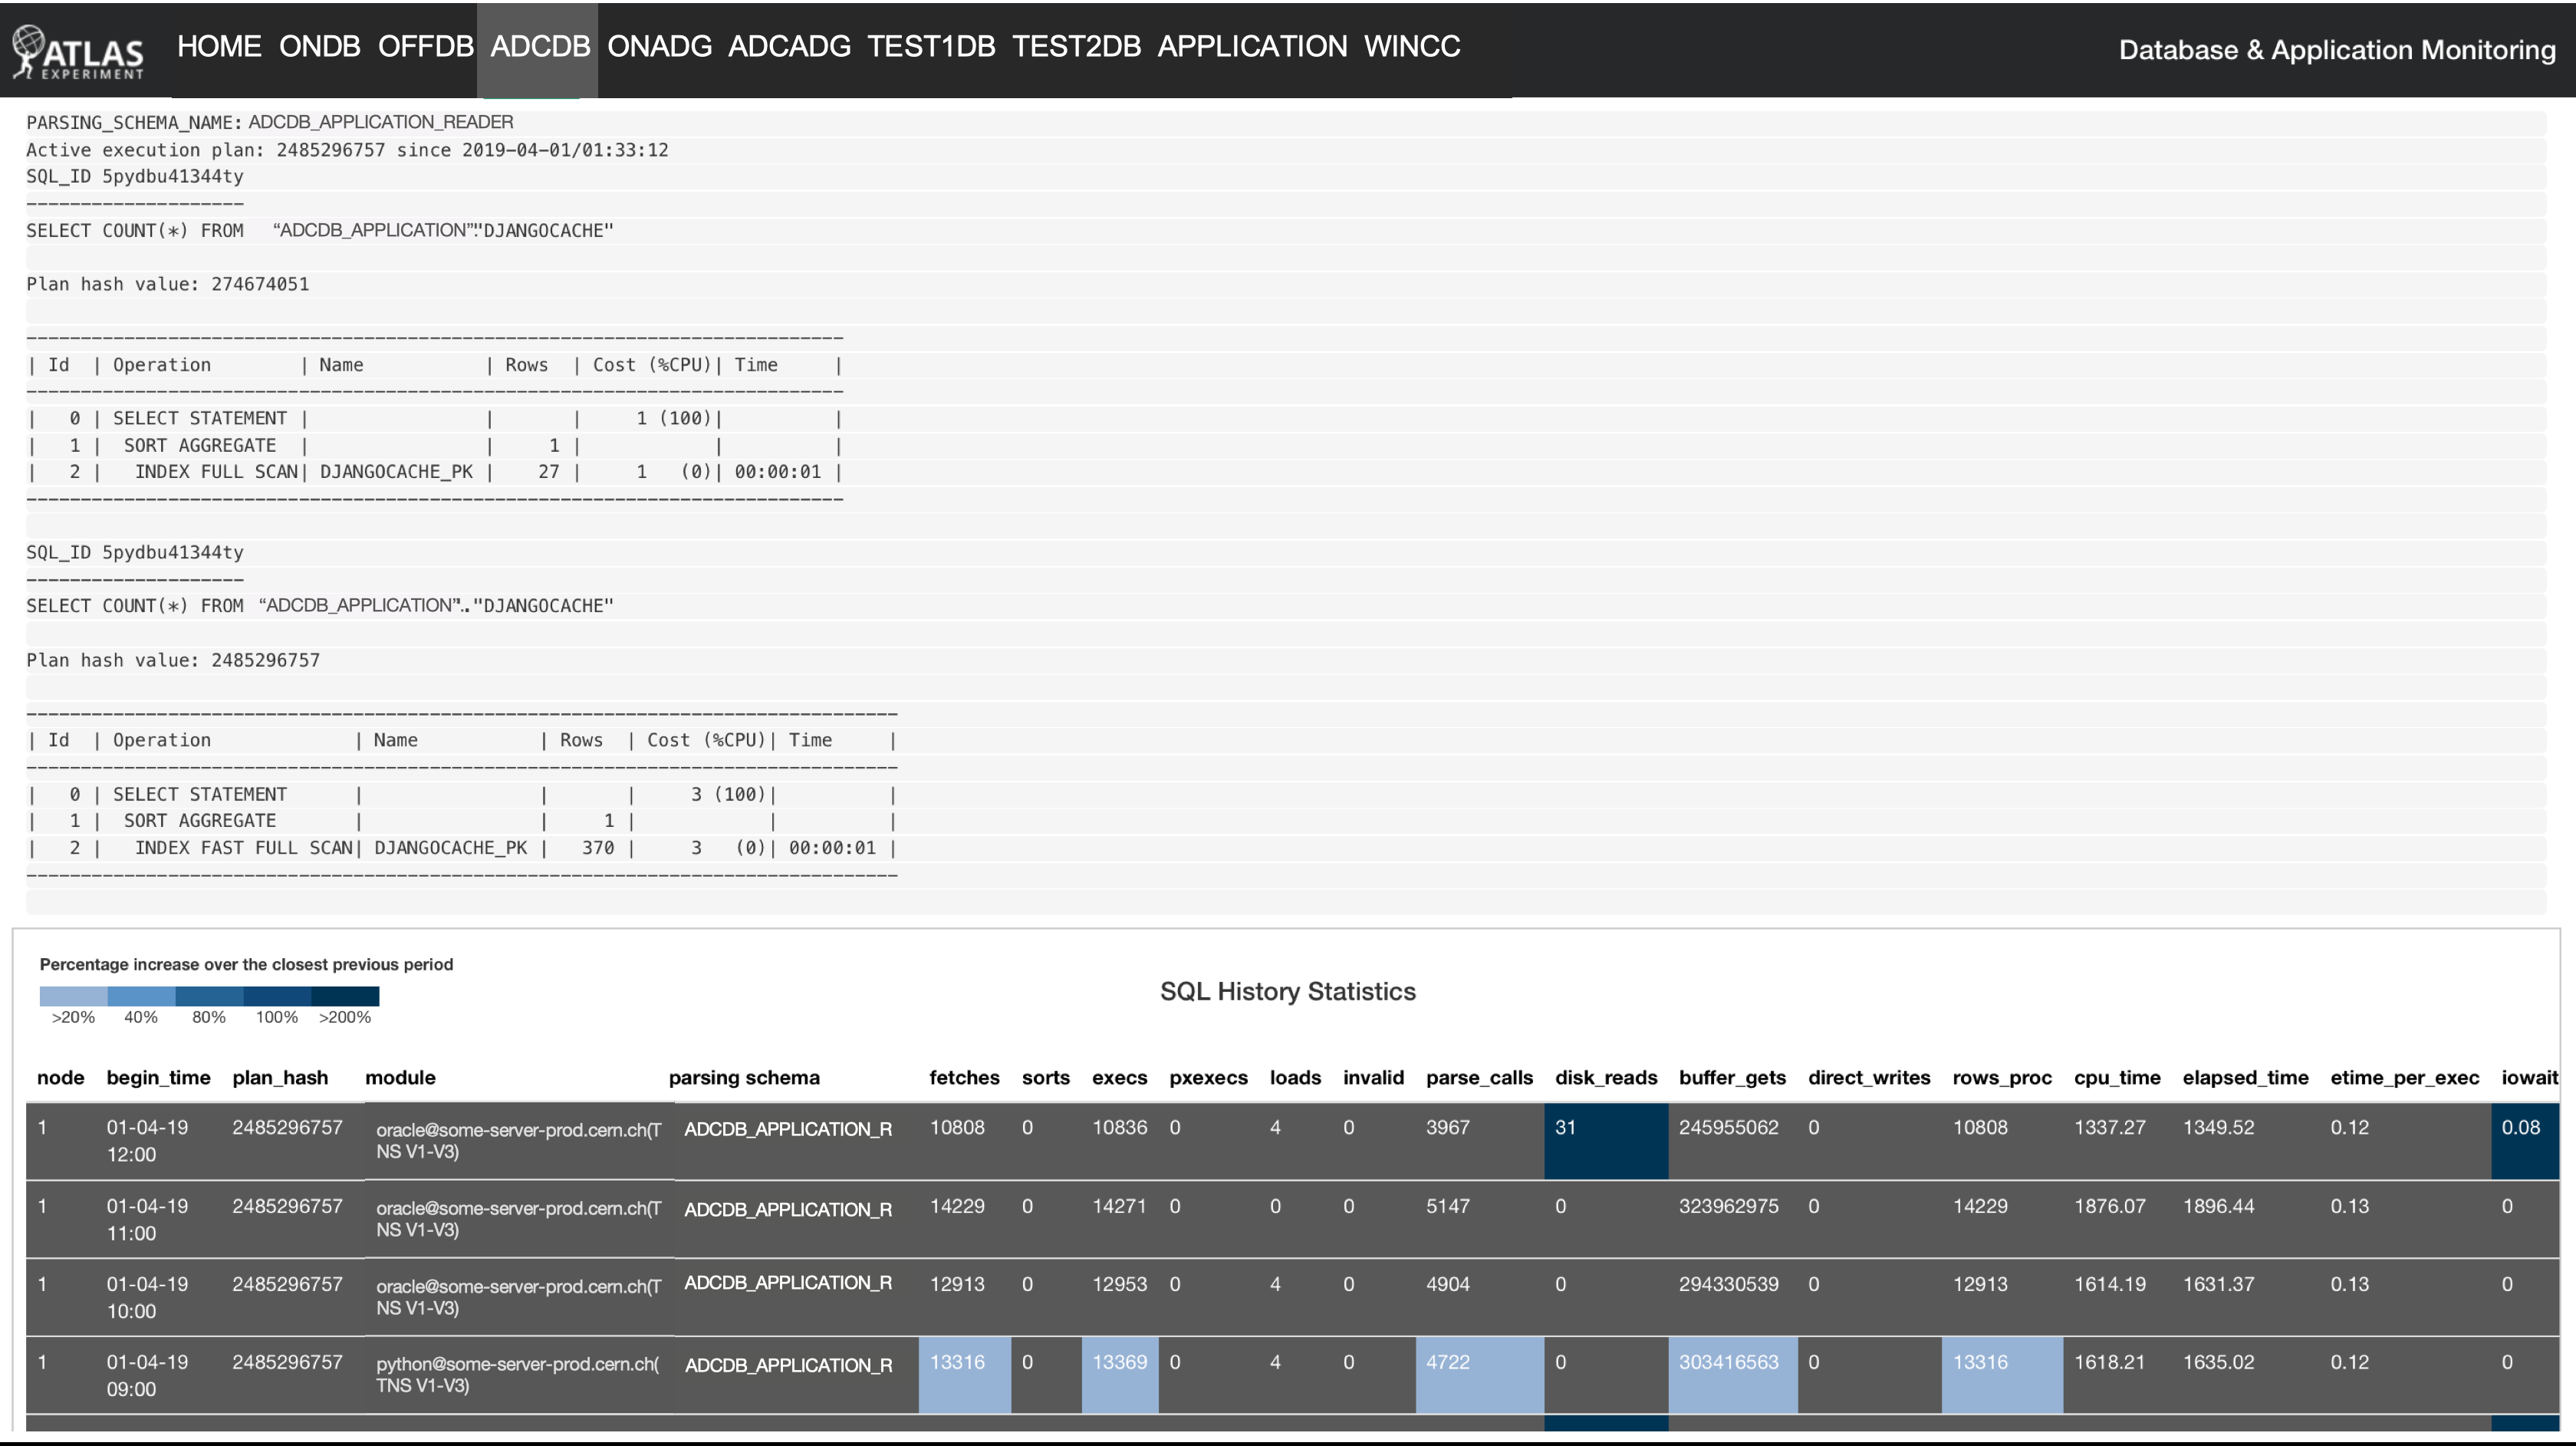 ATLAS
EXPERIMENT
HOME ONDB OFFDB ADCDB ONADG ADCADG TEST1DB TEST2DB APPLICATION WINCC
Database & Application Monitoring
PARSING_SCHEMA_NAME: ADCDB_APPLICATION_READER
Active execution plan: 2485296757 since 2019-04-01/01:33:12
SQL_ID 5pydbu41344ty
--------------------
SELECT COUNT(*) FROM “ADCDB_APPLICATION”."DJANGOCACHE"
Plan hash value: 274674051
---------------------------------------------------------------------------
| Id | Operation | Name | Rows | Cost (%CPU)| Time |
---------------------------------------------------------------------------
| 0 | SELECT STATEMENT | | | 1 (100)| |
| 1 | SORT AGGREGATE | | 1 | | |
| 2 | INDEX FULL SCAN| DJANGOCACHE_PK | 27 | 1 (0)| 00:00:01 |
---------------------------------------------------------------------------
SQL_ID 5pydbu41344ty
--------------------
SELECT COUNT(*) FROM “ADCDB_APPLICATION”.."DJANGOCACHE"
Plan hash value: 2485296757
--------------------------------------------------------------------------------
| Id | Operation | Name | Rows | Cost (%CPU)| Time |
--------------------------------------------------------------------------------
| 0 | SELECT STATEMENT | | | 3 (100)| |
| 1 | SORT AGGREGATE | | 1 | | |
| 2 | INDEX FAST FULL SCAN| DJANGOCACHE_PK | 370 | 3 (0)| 00:00:01 |
--------------------------------------------------------------------------------
Percentage increase over the closest previous period
>20% 40% 80% 100% >200%
SQL History Statistics
node begin_time plan_hash module parsing schema fetches sorts execs pxexecs loads invalid parse_calls disk_reads buffer_gets direct_writes rows_proc cpu_time elapsed_time etime_per_exec iowait
1 01-04-19 2485296757 oracle@some-server-prod.cern.ch(T ADCDB_APPLICATION_R 10808 0 10836 0 4 0 3967 31 245955062 0 10808 1337.27 1349.52 0.12 0.08
12:00 NS V1-V3)
1 01-04-19 2485296757 oracle@some-server-prod.cern.ch(T ADCDB_APPLICATION_R 14229 0 14271 0 0 0 5147 0 323962975 0 14229 1876.07 1896.44 0.13 0
11:00 NS V1-V3)
1 01-04-19 2485296757 oracle@some-server-prod.cern.ch(T ADCDB_APPLICATION_R 12913 0 12953 0 4 0 4904 0 294330539 0 12913 1614.19 1631.37 0.13 0
10:00 NS V1-V3)
1 01-04-19 2485296757 python@some-server-prod.cern.ch( ADCDB_APPLICATION_R 13316 0 13369 0 4 0 4722 0 303416563 0 13316 1618.21 1635.02 0.12 0
09:00 TNS V1-V3)